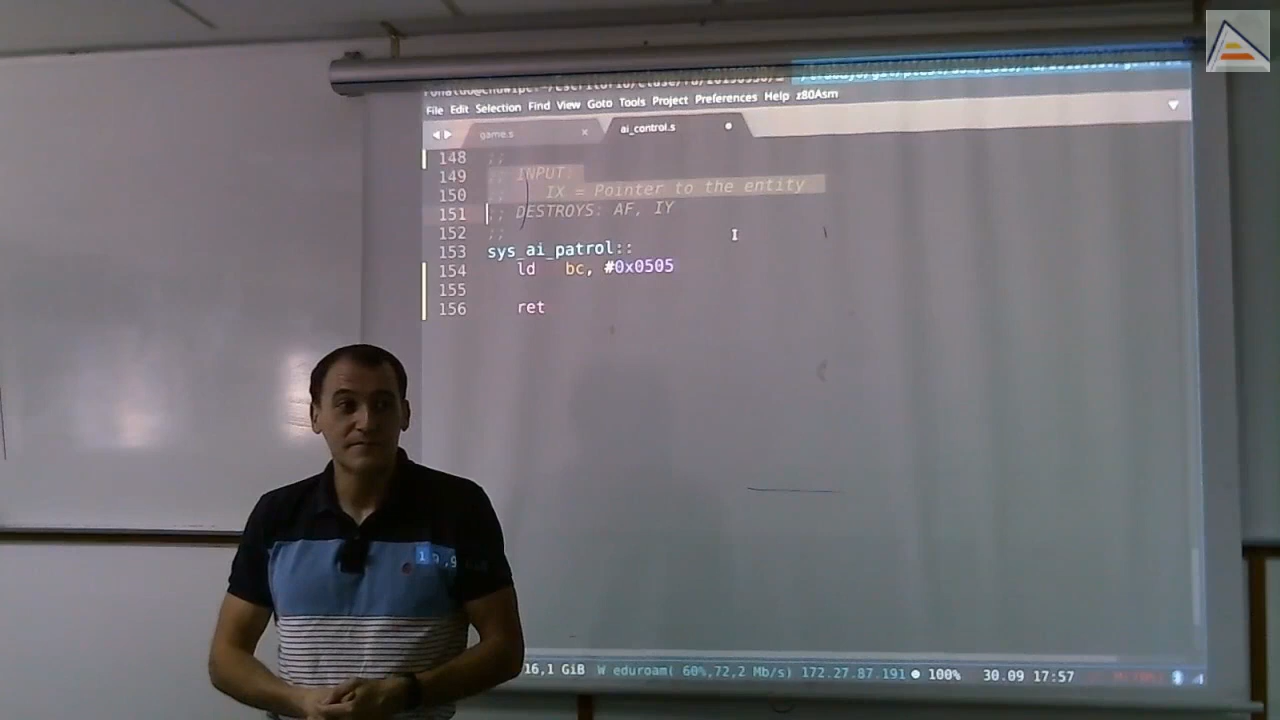 File Edit Selection Find View Goto Tools Project Preferences Help z80Asm
game.s × ai_control.s
148 ;;
149 ;; INPUT:
150 ;; IX = Pointer to the entity
151 ;; DESTROYS: AF, IY
152 ;;
153 sys_ai_patrol::
154 ld bc, #0x0505
155
156 ret
16,1 GiB W eduroam( 60%,72,2 Mb/s) 172.27.87.191 100% 30.09 17:57